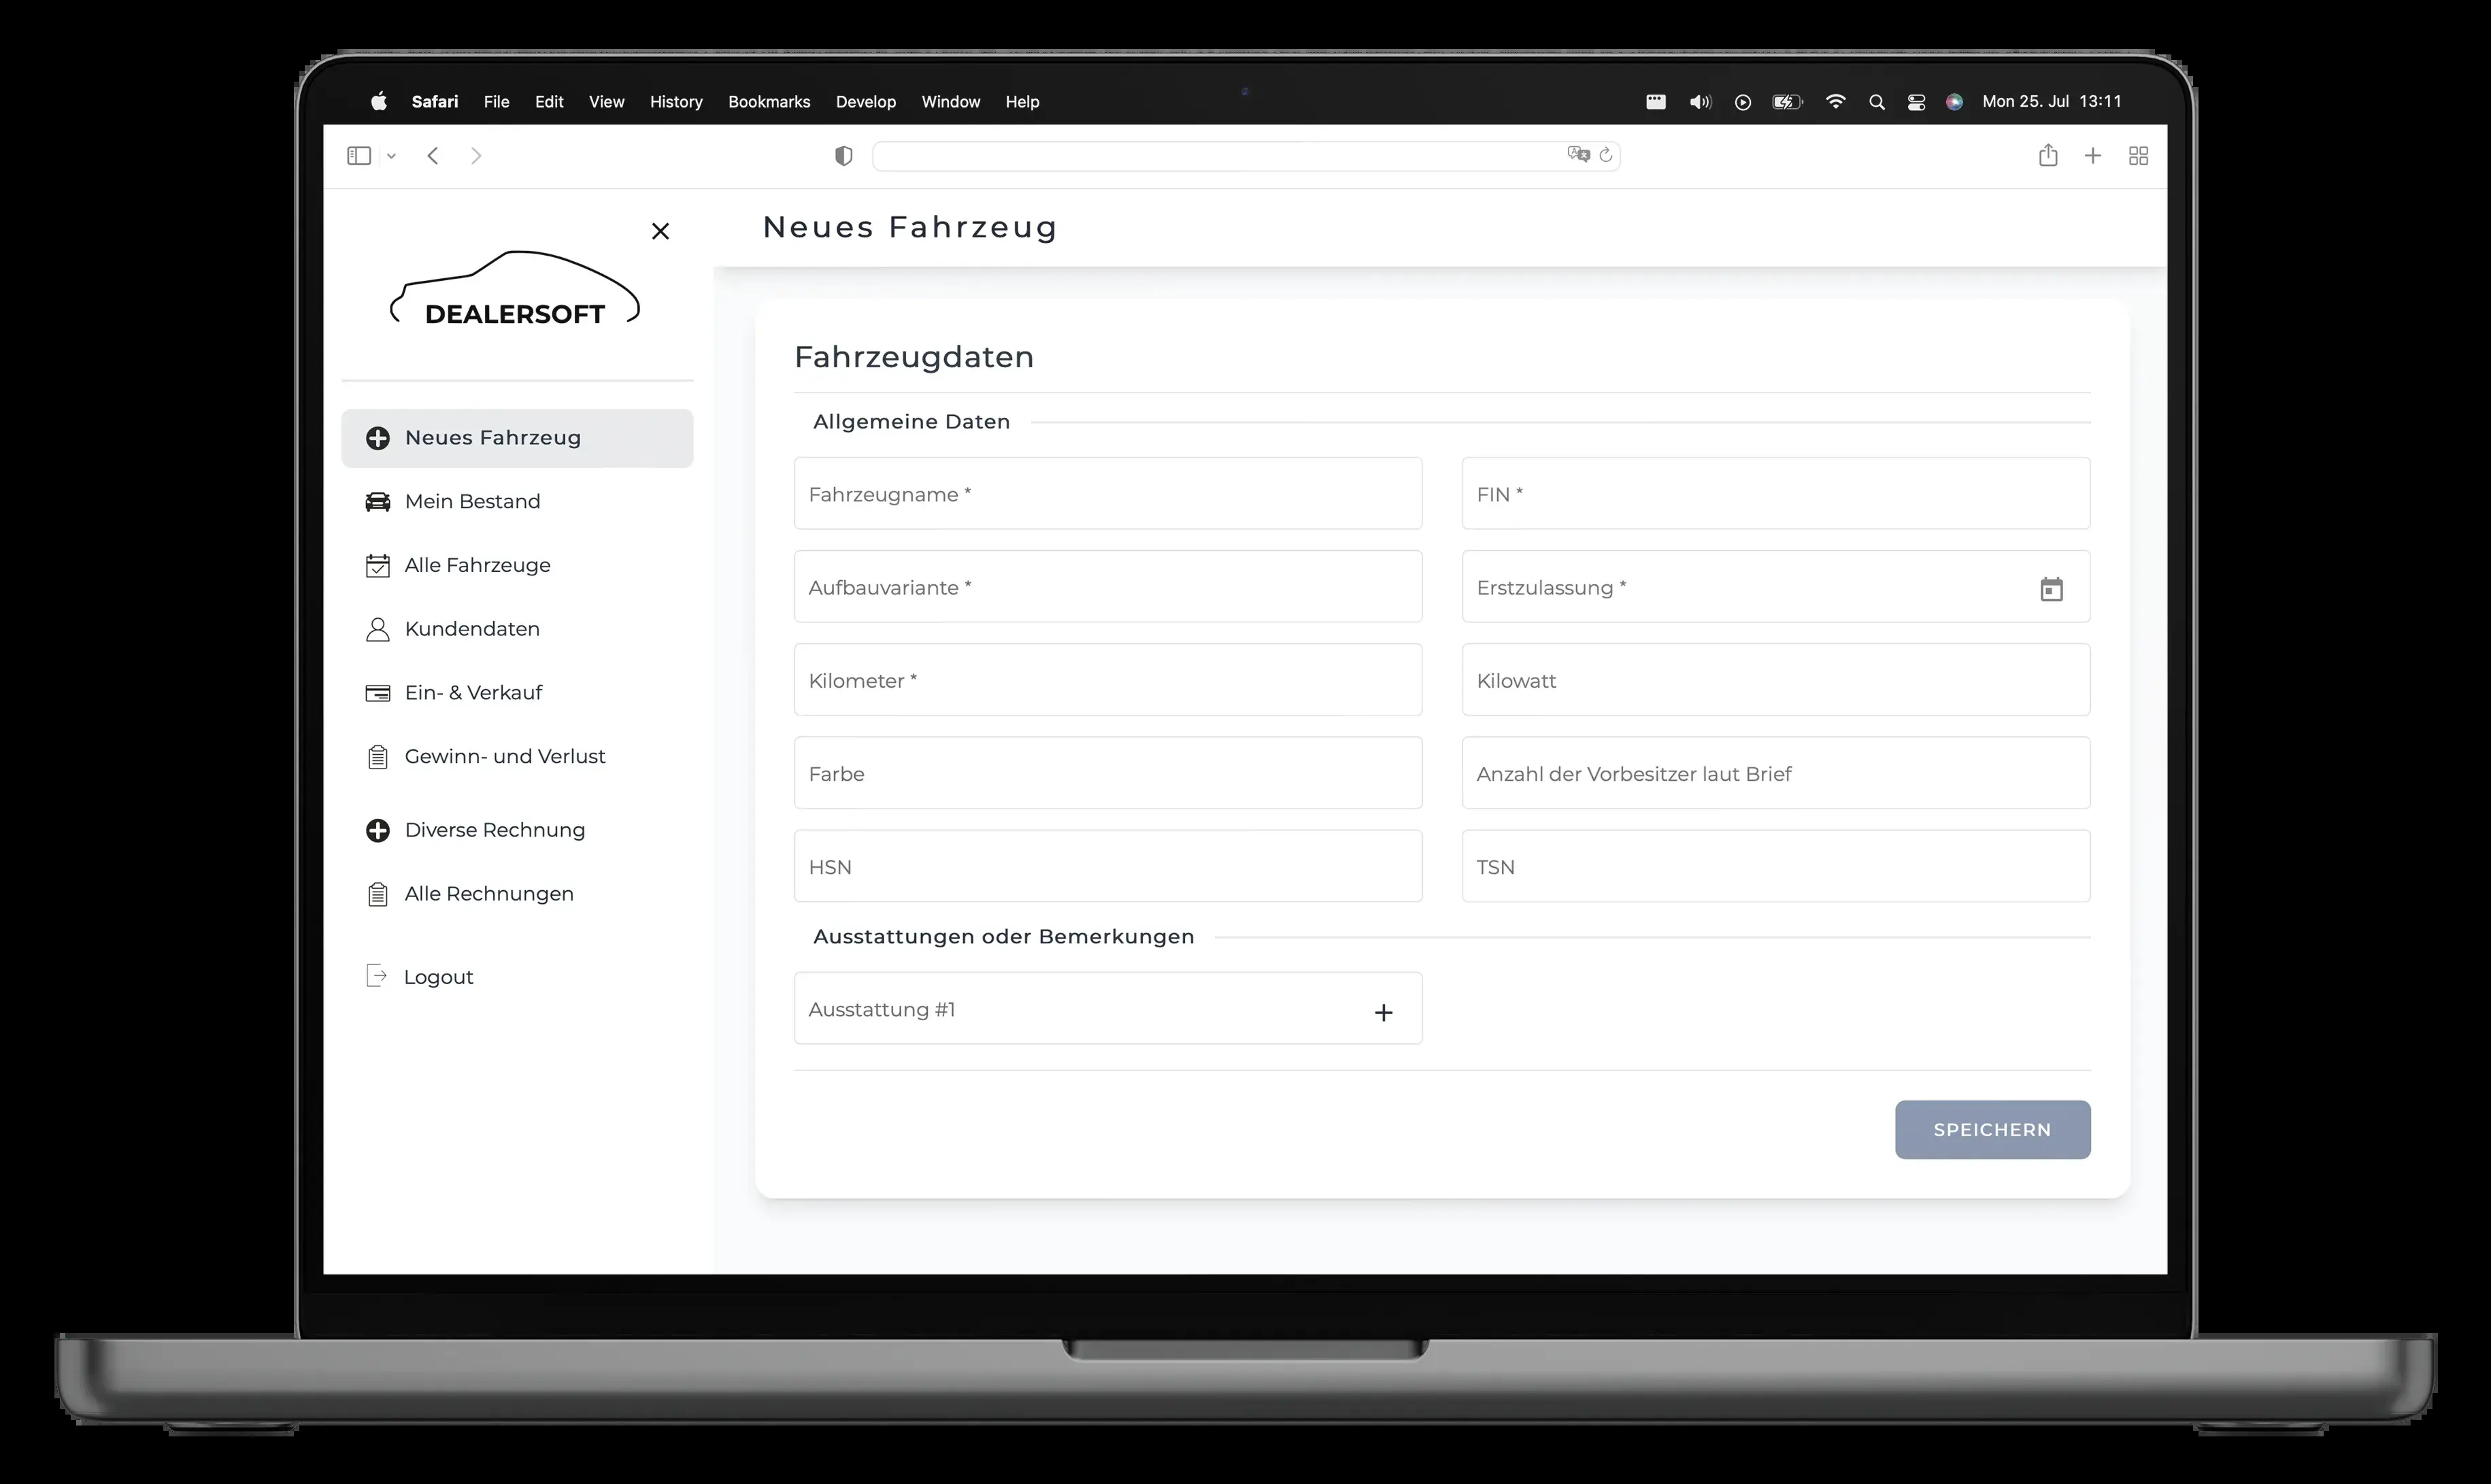 Safari File Edit View History Bookmarks Develop Window Help Mon 25. Jul 13:11
DEALERSOFT
Neues Fahrzeug
Mein Bestand
Alle Fahrzeuge
Kundendaten
Ein- & Verkauf
Gewinn- und Verlust
Diverse Rechnung
Alle Rechnungen
Logout
Neues Fahrzeug
Fahrzeugdaten
Allgemeine Daten
Fahrzeugname * FIN *
Aufbauvariante * Erstzulassung *
Kilometer * Kilowatt
Farbe Anzahl der Vorbesitzer laut Brief
HSN TSN
Ausstattungen oder Bemerkungen
Ausstattung #1
SPEICHERN